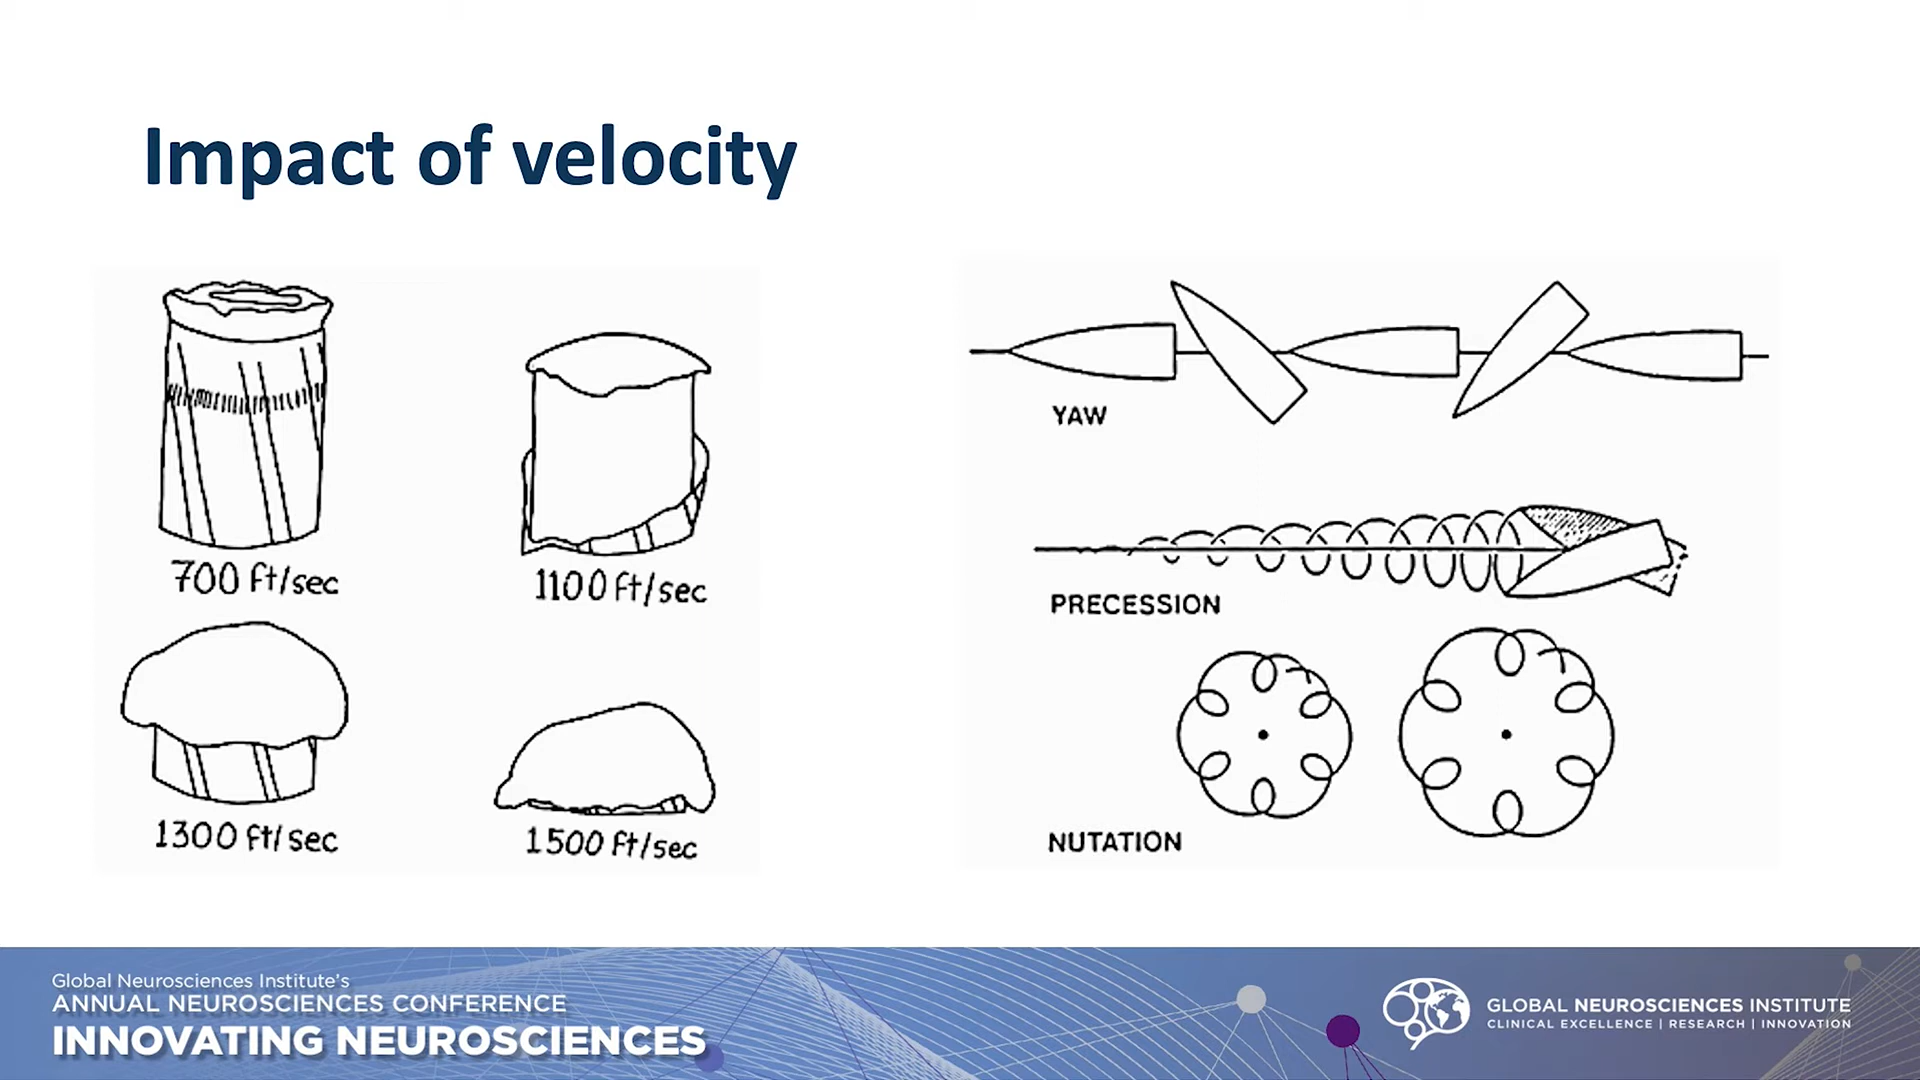 Impact of velocity
700 ft/sec
1100 ft/sec
1300 ft/sec
1500 ft/sec
YAW
PRECESSION
NUTATION
Global Neurosciences Institute's
ANNUAL NEUROSCIENCES CONFERENCE
INNOVATING NEUROSCIENCES
GLOBAL NEUROSCIENCES INSTITUTE
CLINICAL EXCELLENCE | RESEARCH | INNOVATION